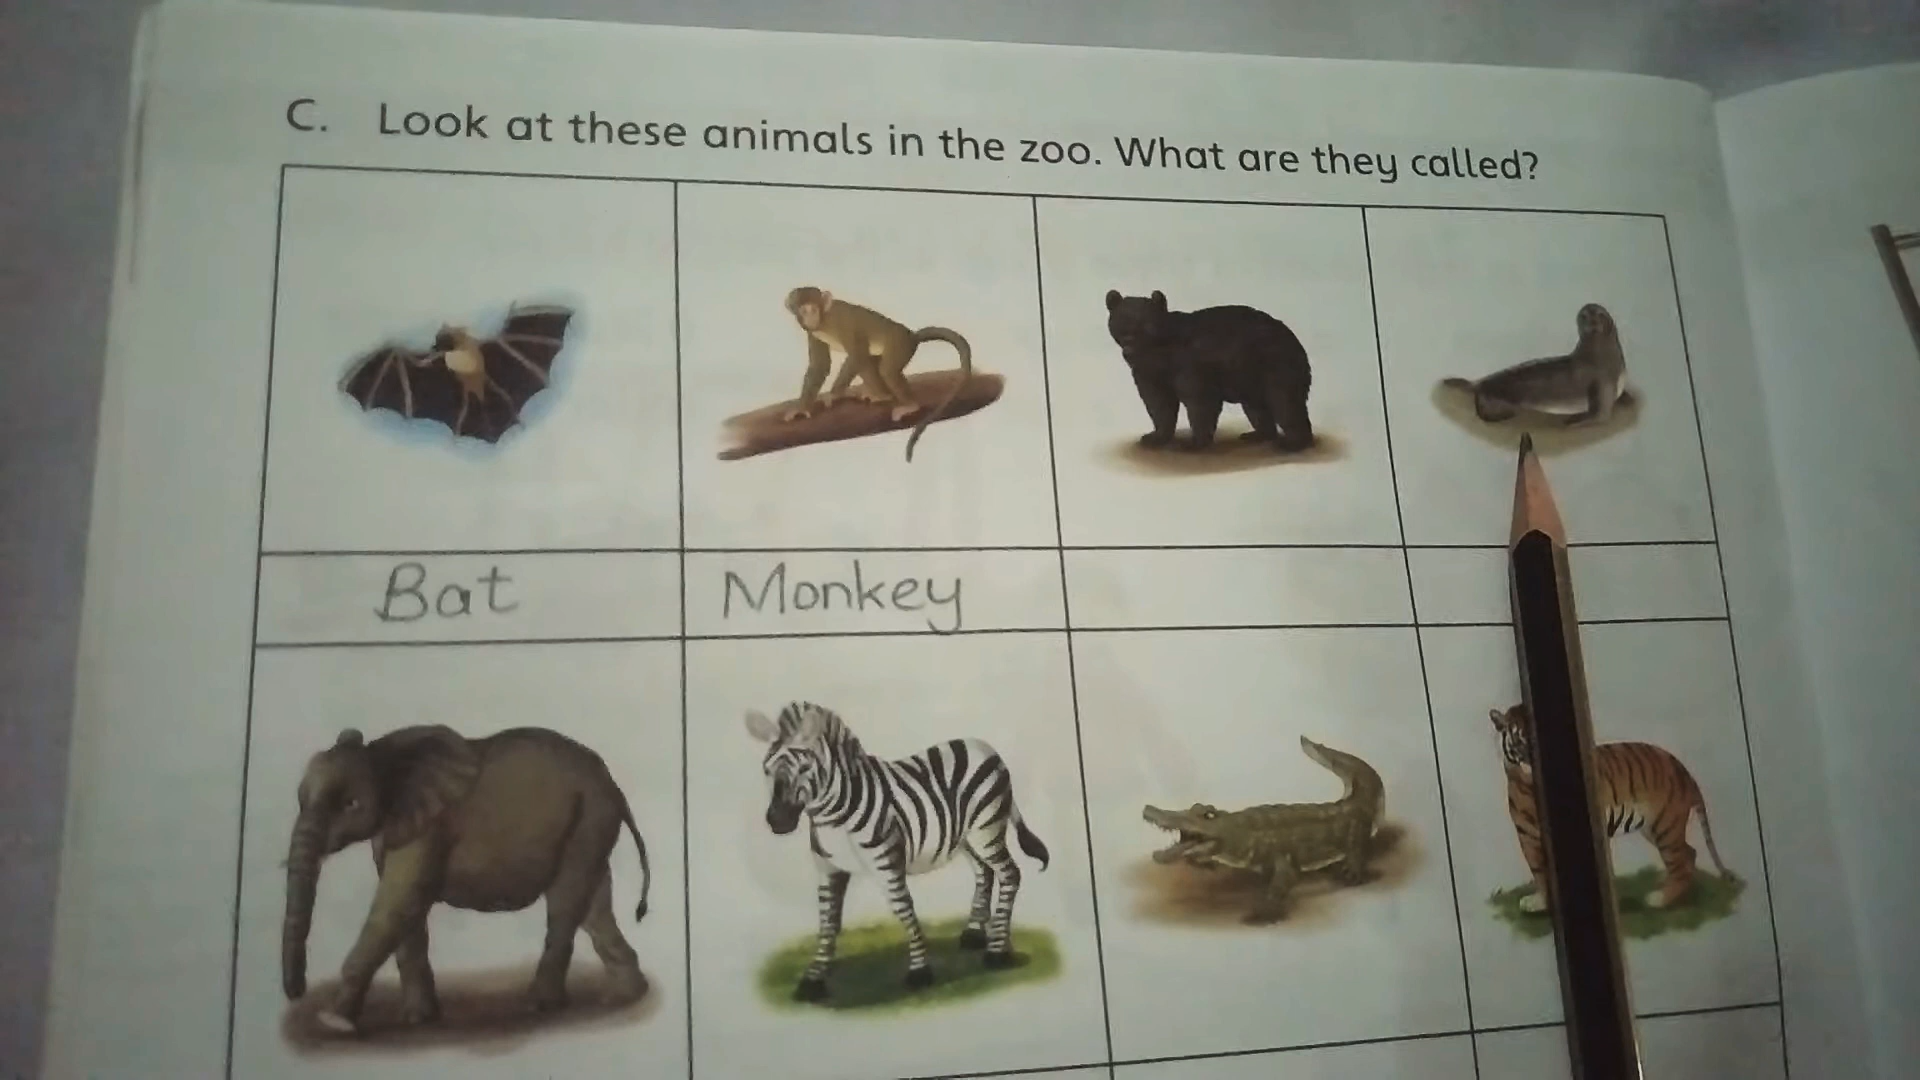 C. Look at these animals in the zoo. What are they called?
Bat Monkey